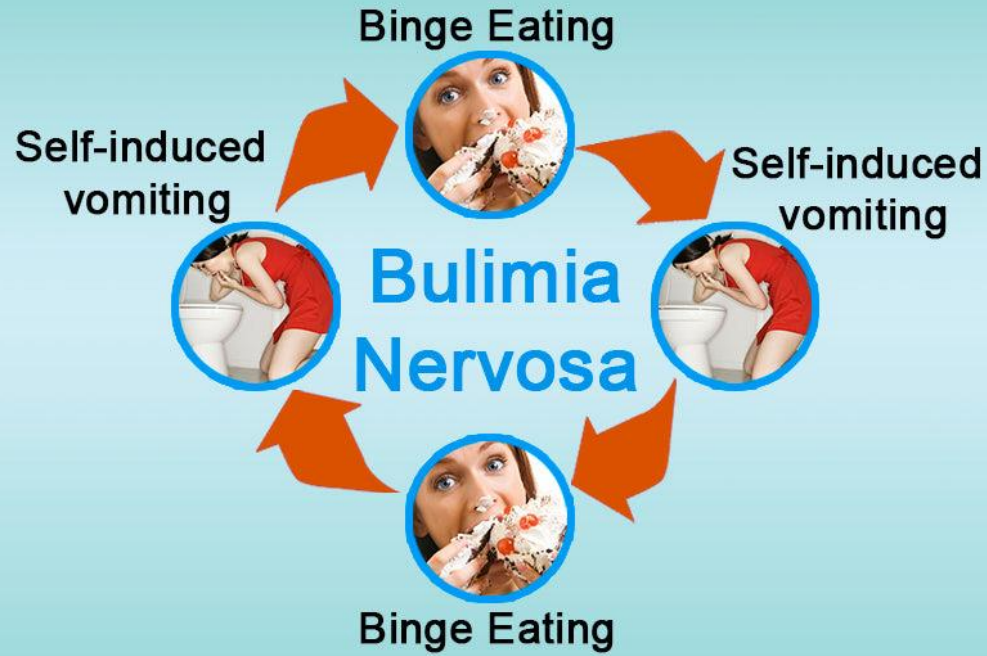 Binge Eating
Self-induced
vomiting
Self-induced
vomiting
Bulimia
Nervosa
Binge Eating